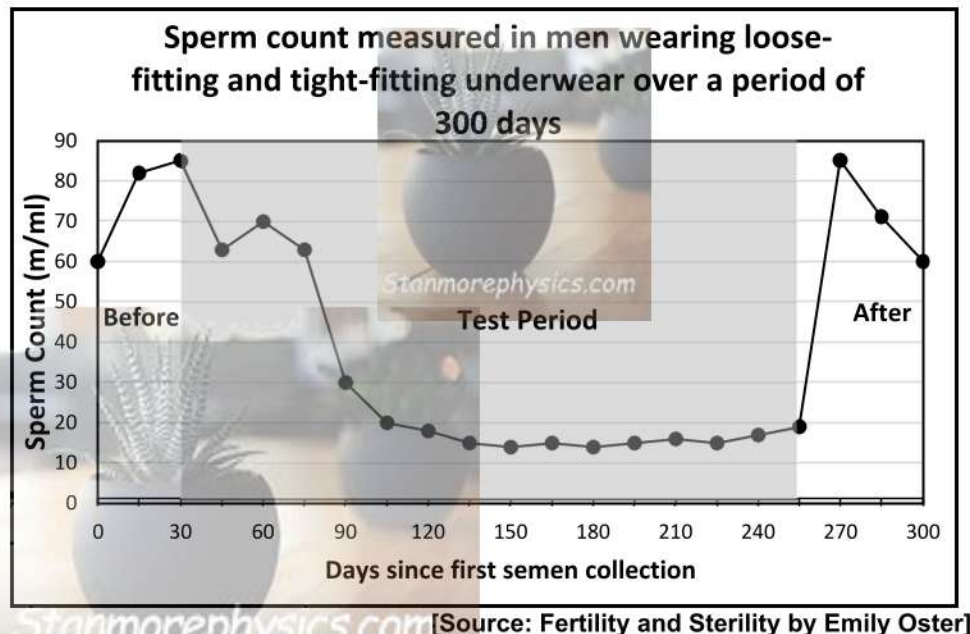 Sperm count measured in men wearing loose-
fitting and tight-fitting underwear over a period of
300 days
90
80
70
60
50
40
30
20
10
0
Sperm Count (m/ml)
Before
Test Period
After
Stanmorephysics.com
0 30 60 90 120 150 180 210 240 270 300
Days since first semen collection
Stanmorephysics.com
[Source: Fertility and Sterility by Emily Oster]